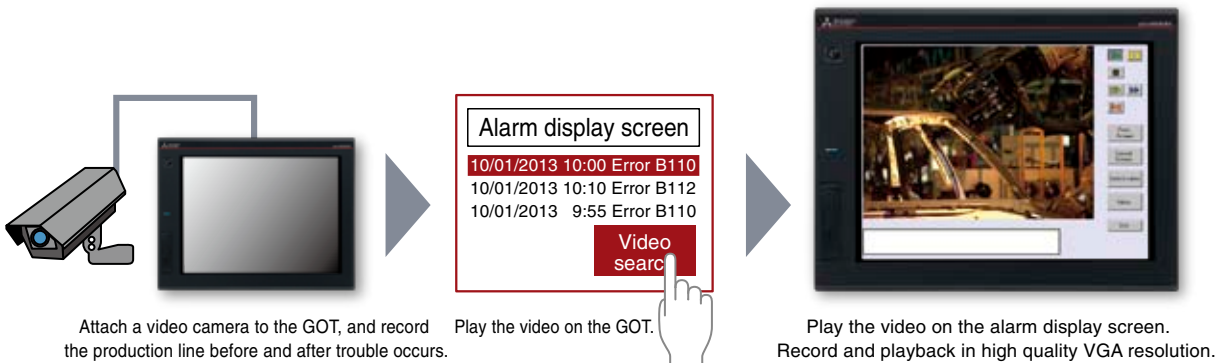 Alarm display screen
10/01/2013 10:00 Error B110
10/01/2013 10:10 Error B112
10/01/2013 9:55 Error B110
Video
searc
Attach a video camera to the GOT, and record
the production line before and after trouble occurs.
Play the video on the GOT.
Play the video on the alarm display screen.
Record and playback in high quality VGA resolution.